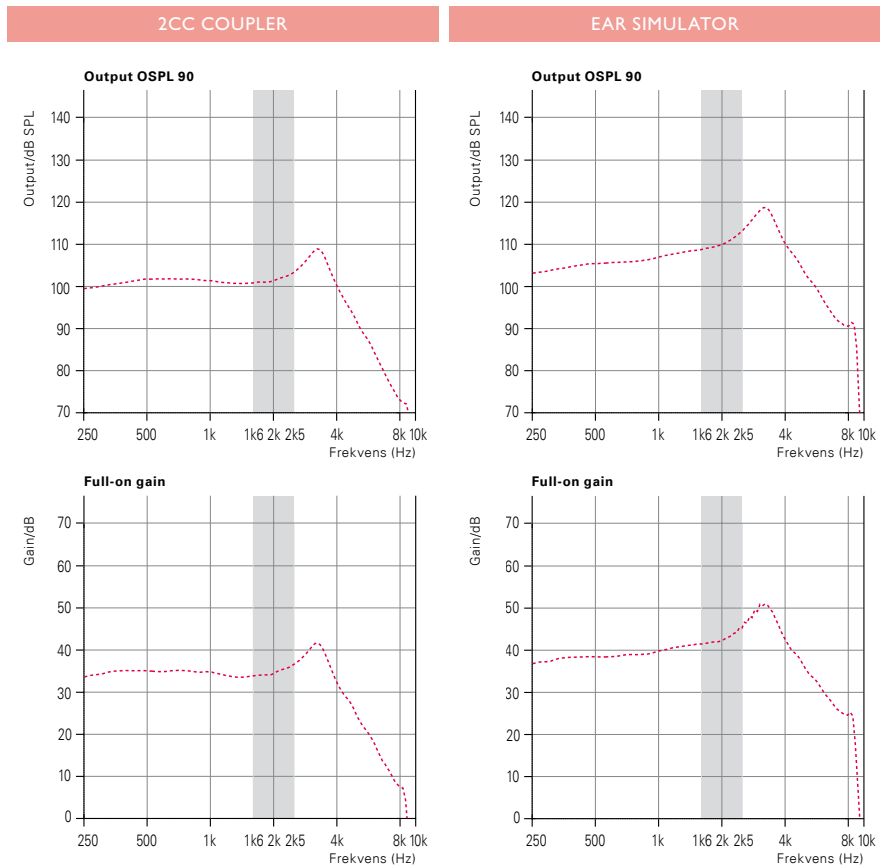 2CC COUPLER
EAR SIMULATOR
Output OSPL 90
Output/dB SPL
140
130
120
110
100
90
80
70
250 500 1k 1k6 2k 2k5 4k 8k 10k
Frekvens (Hz)
Output OSPL 90
Output/dB SPL
140
130
120
110
100
90
80
70
250 500 1k 1k6 2k 2k5 4k 8k 10k
Frekvens (Hz)
Full-on gain
Gain/dB
70
60
50
40
30
20
10
0
250 500 1k 1k6 2k 2k5 4k 8k 10k
Frekvens (Hz)
Full-on gain
Gain/dB
70
60
50
40
30
20
10
0
250 500 1k 1k6 2k 2k5 4k 8k 10k
Frekvens (Hz)